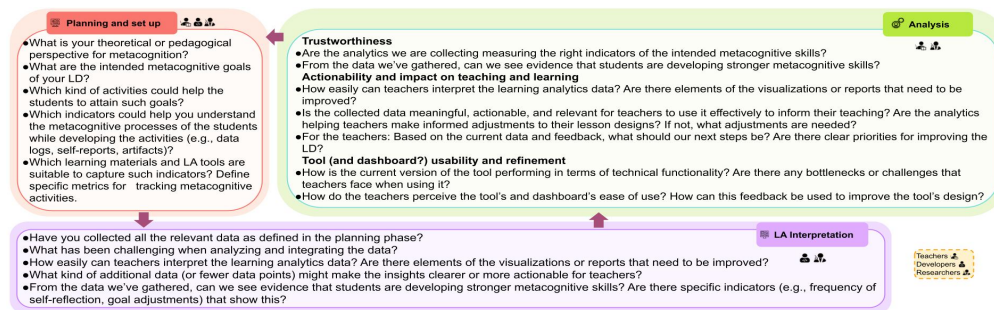 Planning and set up
●What is your theoretical or pedagogical
perspective for metacognition?
●What are the intended metacognitive goals
of your LD?
●Which kind of activities could help the
students to attain such goals?
●Which indicators could help you understand
the metacognitive processes of the students
while developing the activities (e.g., data
logs, self-reports, artifacts)?
●Which learning materials and LA tools are
suitable to capture such indicators? Define
specific metrics for tracking metacognitive
activities.
Analysis
Trustworthiness
●Are the analytics we are collecting measuring the right indicators of the intended metacognitive skills?
●From the data we've gathered, can we see evidence that students are developing stronger metacognitive skills?
Actionability and impact on teaching and learning
●How easily can teachers interpret the learning analytics data? Are there elements of the visualizations or reports that need to be
improved?
●Is the collected data meaningful, actionable, and relevant for teachers to use it effectively to inform their teaching? Are the analytics
helping teachers make informed adjustments to their lesson designs? If not, what adjustments are needed?
●For the teachers: Based on the current data and feedback, what should our next steps be? Are there clear priorities for improving the
LD?
Tool (and dashboard?) usability and refinement
●How is the current version of the tool performing in terms of technical functionality? Are there any bottlenecks or challenges that
teachers face when using it?
●How do the teachers perceive the tool's and dashboard's ease of use? How can this feedback be used to improve the tool's design?
LA Interpretation
●Have you collected all the relevant data as defined in the planning phase?
●What has been challenging when analyzing and integrating the data?
●How easily can teachers interpret the learning analytics data? Are there elements of the visualizations or reports that need to be improved?
●What kind of additional data (or fewer data points) might make the insights clearer or more actionable for teachers?
●From the data we've gathered, can we see evidence that students are developing stronger metacognitive skills? Are there specific indicators (e.g., frequency of
self-reflection, goal adjustments) that show this?
Teachers
Developers
Researchers